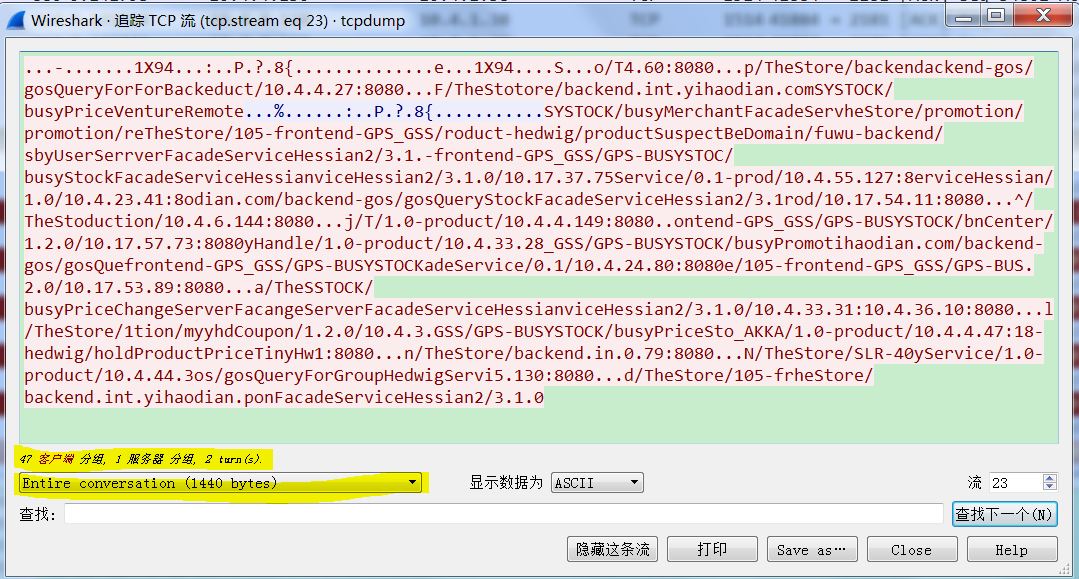 Wireshark · 追踪 TCP 流 (tcp.stream eq 23) · tcpdump
...-.......1X94...:..P.?.8{..............e...1X94....S...o/T4.60:8080...p/TheStore/backendackend-gos/
gosQueryForForBackeduct/10.4.4.27:8080...F/TheStotore/backend.int.yihaodian.comSYSTOCK/
busyPriceVentureRemote...%......:..P.?.8{...........SYSTOCK/busyMerchantFacadeServheStore/promotion/
promotion/reTheStore/105-frontend-GPS_GSS/roduct-hedwig/productSuspectBeDomain/fuwu-backend/
sbyUserSerrverFacadeServiceHessian2/3.1.-frontend-GPS_GSS/GPS-BUSYSTOC/
busyStockFacadeServiceHessianviceHessian2/3.1.0/10.17.37.75Service/0.1-prod/10.4.55.127:8erviceHessian/
1.0/10.4.23.41:8odian.com/backend-gos/gosQueryStockFacadeServiceHessian2/3.1rod/10.17.54.11:8080...^/
TheStoduction/10.4.6.144:8080...j/T/1.0-product/10.4.4.149:8080..ontend-GPS_GSS/GPS-BUSYSTOCK/bnCenter/
1.2.0/10.17.57.73:8080yHandle/1.0-product/10.4.33.28_GSS/GPS-BUSYSTOCK/busyPromotihaodian.com/backend-
gos/gosQuefrontend-GPS_GSS/GPS-BUSYSTOCKadeService/0.1/10.4.24.80:8080e/105-frontend-GPS_GSS/GPS-BUS.
2.0/10.17.53.89:8080...a/TheSSTOCK/
busyPriceChangeServerFacangeServerFacadeServiceHessianviceHessian2/3.1.0/10.4.33.31:10.4.36.10:8080...l
/TheStore/1tion/myyhdCoupon/1.2.0/10.4.3.GSS/GPS-BUSYSTOCK/busyPriceSto_AKKA/1.0-product/10.4.4.47:18-
hedwig/holdProductPriceTinyHw1:8080...n/TheStore/backend.in.0.79:8080...N/TheStore/SLR-40yService/1.0-
product/10.4.44.3os/gosQueryForGroupHedwigServi5.130:8080...d/TheStore/105-frheStore/
backend.int.yihaodian.ponFacadeServiceHessian2/3.1.0
47 客户端 分组, 1 服务器 分组, 2 turn(s).
Entire conversation (1440 bytes) 显示数据为 ASCII 流 23
查找: 查找下一个(N)
隐藏这条流 打印 Save as… Close Help